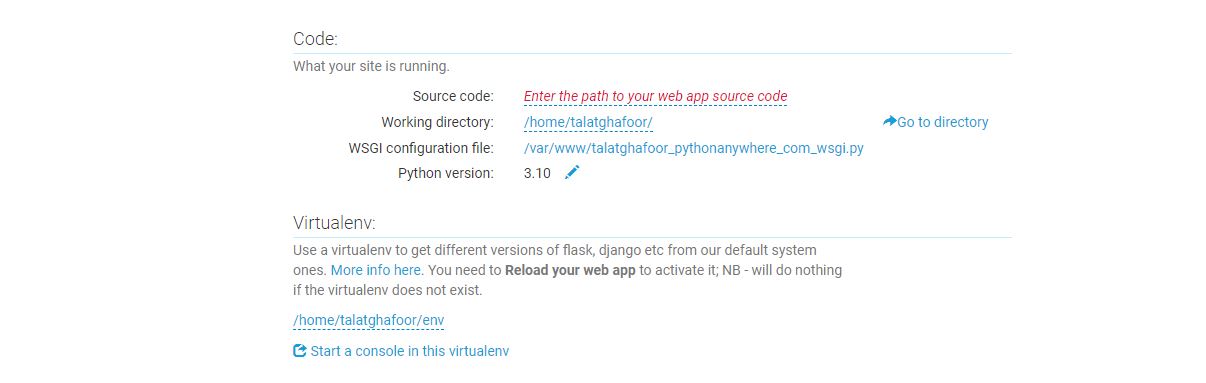 Code:
What your site is running.
Source code: Enter the path to your web app source code
Working directory: /home/talatghafoor/ Go to directory
WSGI configuration file: /var/www/talatghafoor_pythonanywhere_com_wsgi.py
Python version: 3.10
Virtualenv:
Use a virtualenv to get different versions of flask, django etc from our default system
ones. More info here. You need to Reload your web app to activate it; NB - will do nothing
if the virtualenv does not exist.
/home/talatghafoor/env
Start a console in this virtualenv